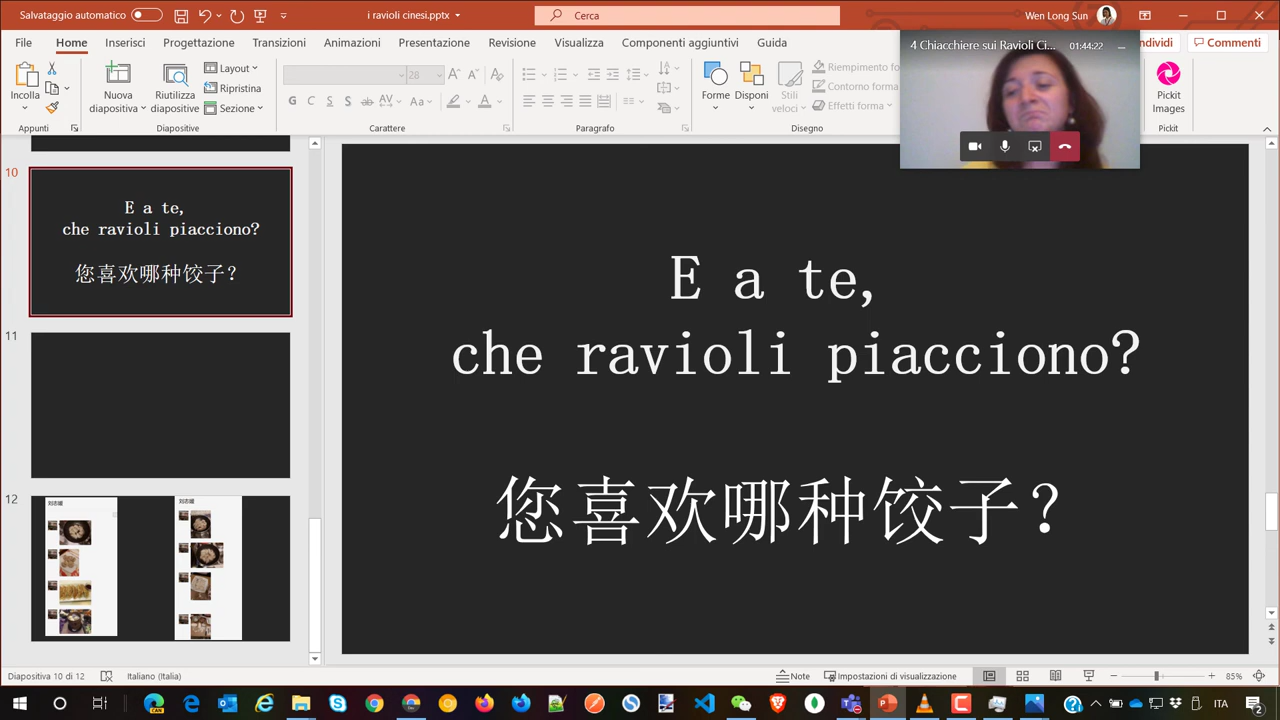 Salvataggio automatico
i ravioli cinesi.pptx
Cerca
Wen Long Sun
File
Home
Inserisci
Progettazione
Transizioni
Animazioni
Presentazione
Revisione
Visualizza
Componenti aggiuntivi
Guida
Commenti
4 Chiacchiere sui Ravioli Ci...
01:44:22
Incolla
Nuova diapositiva
Riutilizza diapositive
Layout
Ripristina
Sezione
28
Forme
Disponi
Stili veloci
Riempimento fo
Contorno forma
Effetti forma
Pickit Images
Appunti
Diapositive
Carattere
Paragrafo
Disegno
Pickit
10
E a te,
che ravioli piacciono?
您喜欢哪种饺子?
11
12
E a te,
che ravioli piacciono?
您喜欢哪种饺子?
Diapositiva 10 di 12
Italiano (Italia)
Note
Impostazioni di visualizzazione
85%
ITA
2